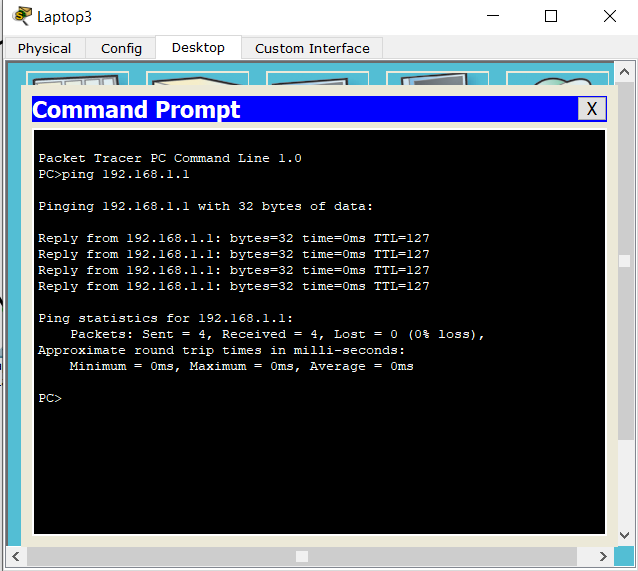 Laptop3
Physical Config Desktop Custom Interface
Command Prompt X
Packet Tracer PC Command Line 1.0
PC>ping 192.168.1.1
Pinging 192.168.1.1 with 32 bytes of data:
Reply from 192.168.1.1: bytes=32 time=0ms TTL=127
Reply from 192.168.1.1: bytes=32 time=0ms TTL=127
Reply from 192.168.1.1: bytes=32 time=0ms TTL=127
Reply from 192.168.1.1: bytes=32 time=0ms TTL=127
Ping statistics for 192.168.1.1:
Packets: Sent = 4, Received = 4, Lost = 0 (0% loss),
Approximate round trip times in milli-seconds:
Minimum = 0ms, Maximum = 0ms, Average = 0ms
PC>